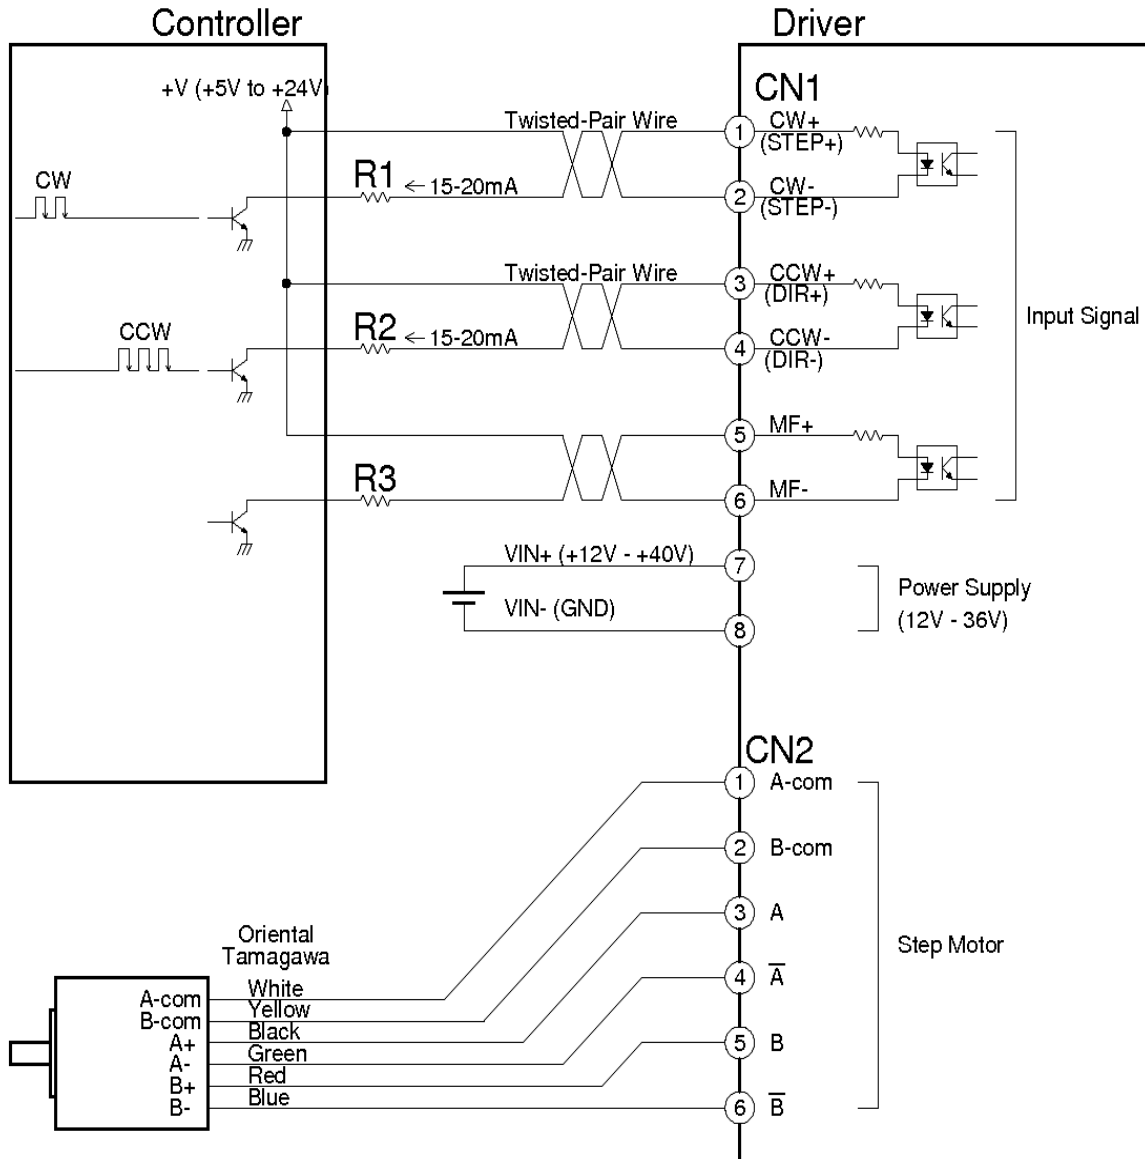 Controller
Driver
+V (+5V to +24V)
CN1
Twisted-Pair Wire
1
CW+
(STEP+)
CW
R1
← 15-20mA
2
CW-
(STEP-)
Twisted-Pair Wire
3
CCW+
(DIR+)
Input Signal
CCW
R2
← 15-20mA
4
CCW-
(DIR-)
5
MF+
R3
6
MF-
VIN+ (+12V - +40V)
7
Power Supply
(12V - 36V)
VIN- (GND)
8
CN2
1
A-com
2
B-com
3
A
Step Motor
4
A̅
5
B
6
B̅
Oriental
Tamagawa
A-com
White
B-com
Yellow
A+
Black
A-
Green
B+
Red
B-
Blue